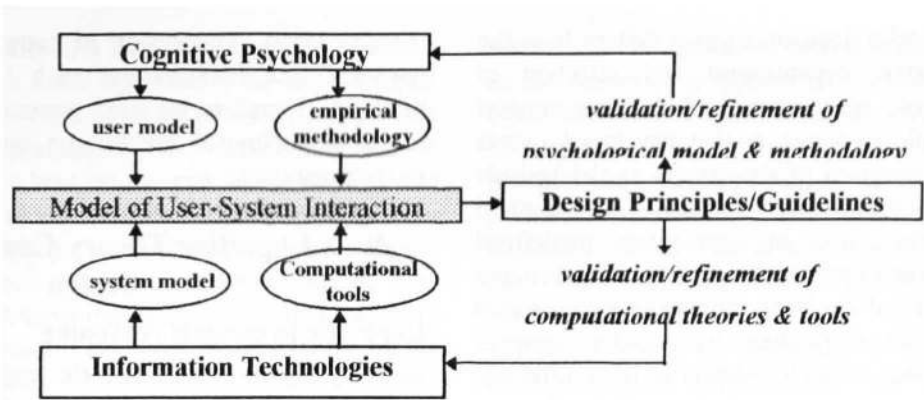 Cognitive Psychology
user model
empirical
methodology
validation/refinement of
psychological model & methodology
Model of User-System Interaction
Design Principles/Guidelines
system model
Computational
tools
validation/refinement of
computational theories & tools
Information Technologies